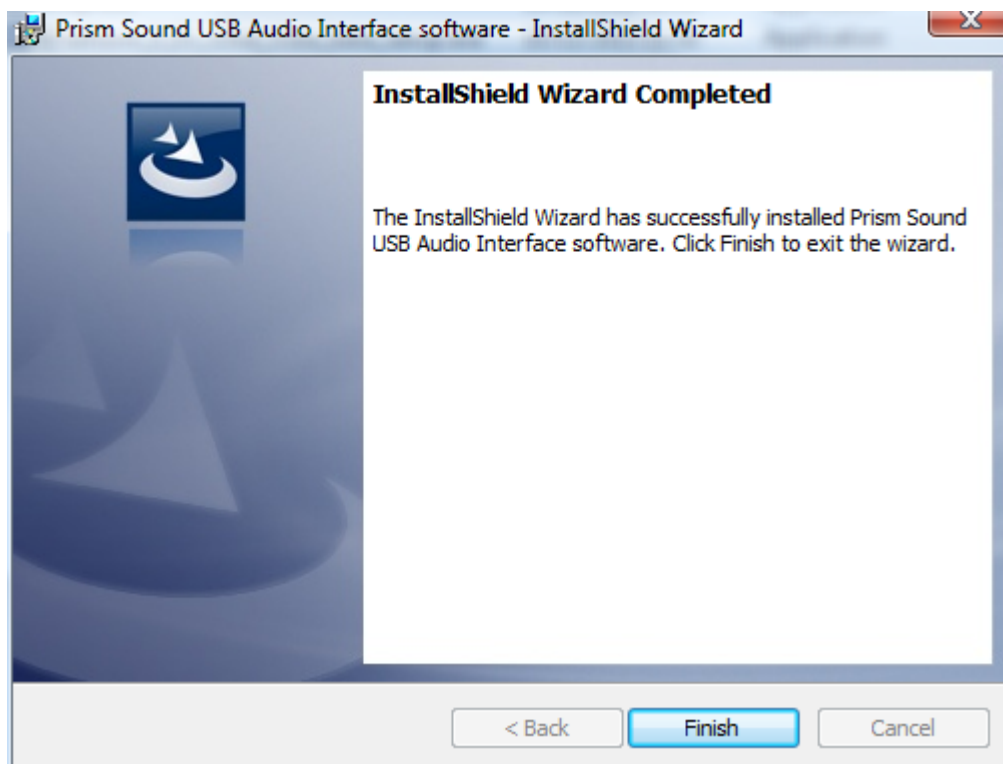 Prism Sound USB Audio Interface software - InstallShield Wizard
InstallShield Wizard Completed
The InstallShield Wizard has successfully installed Prism Sound
USB Audio Interface software. Click Finish to exit the wizard.
< Back
Finish
Cancel